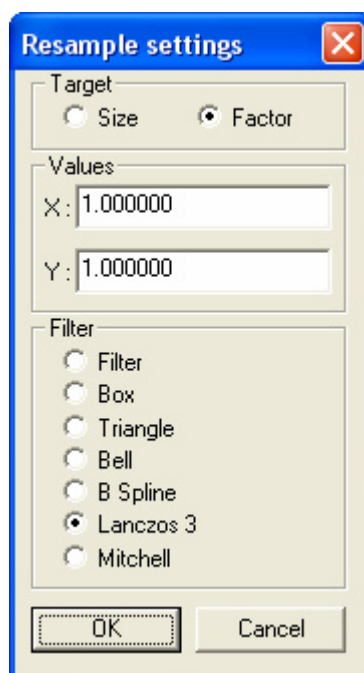 Resample settings
Target
Size Factor
Values
X : 1.000000
Y : 1.000000
Filter
Filter
Box
Triangle
Bell
B Spline
Lanczos 3
Mitchell
OK Cancel